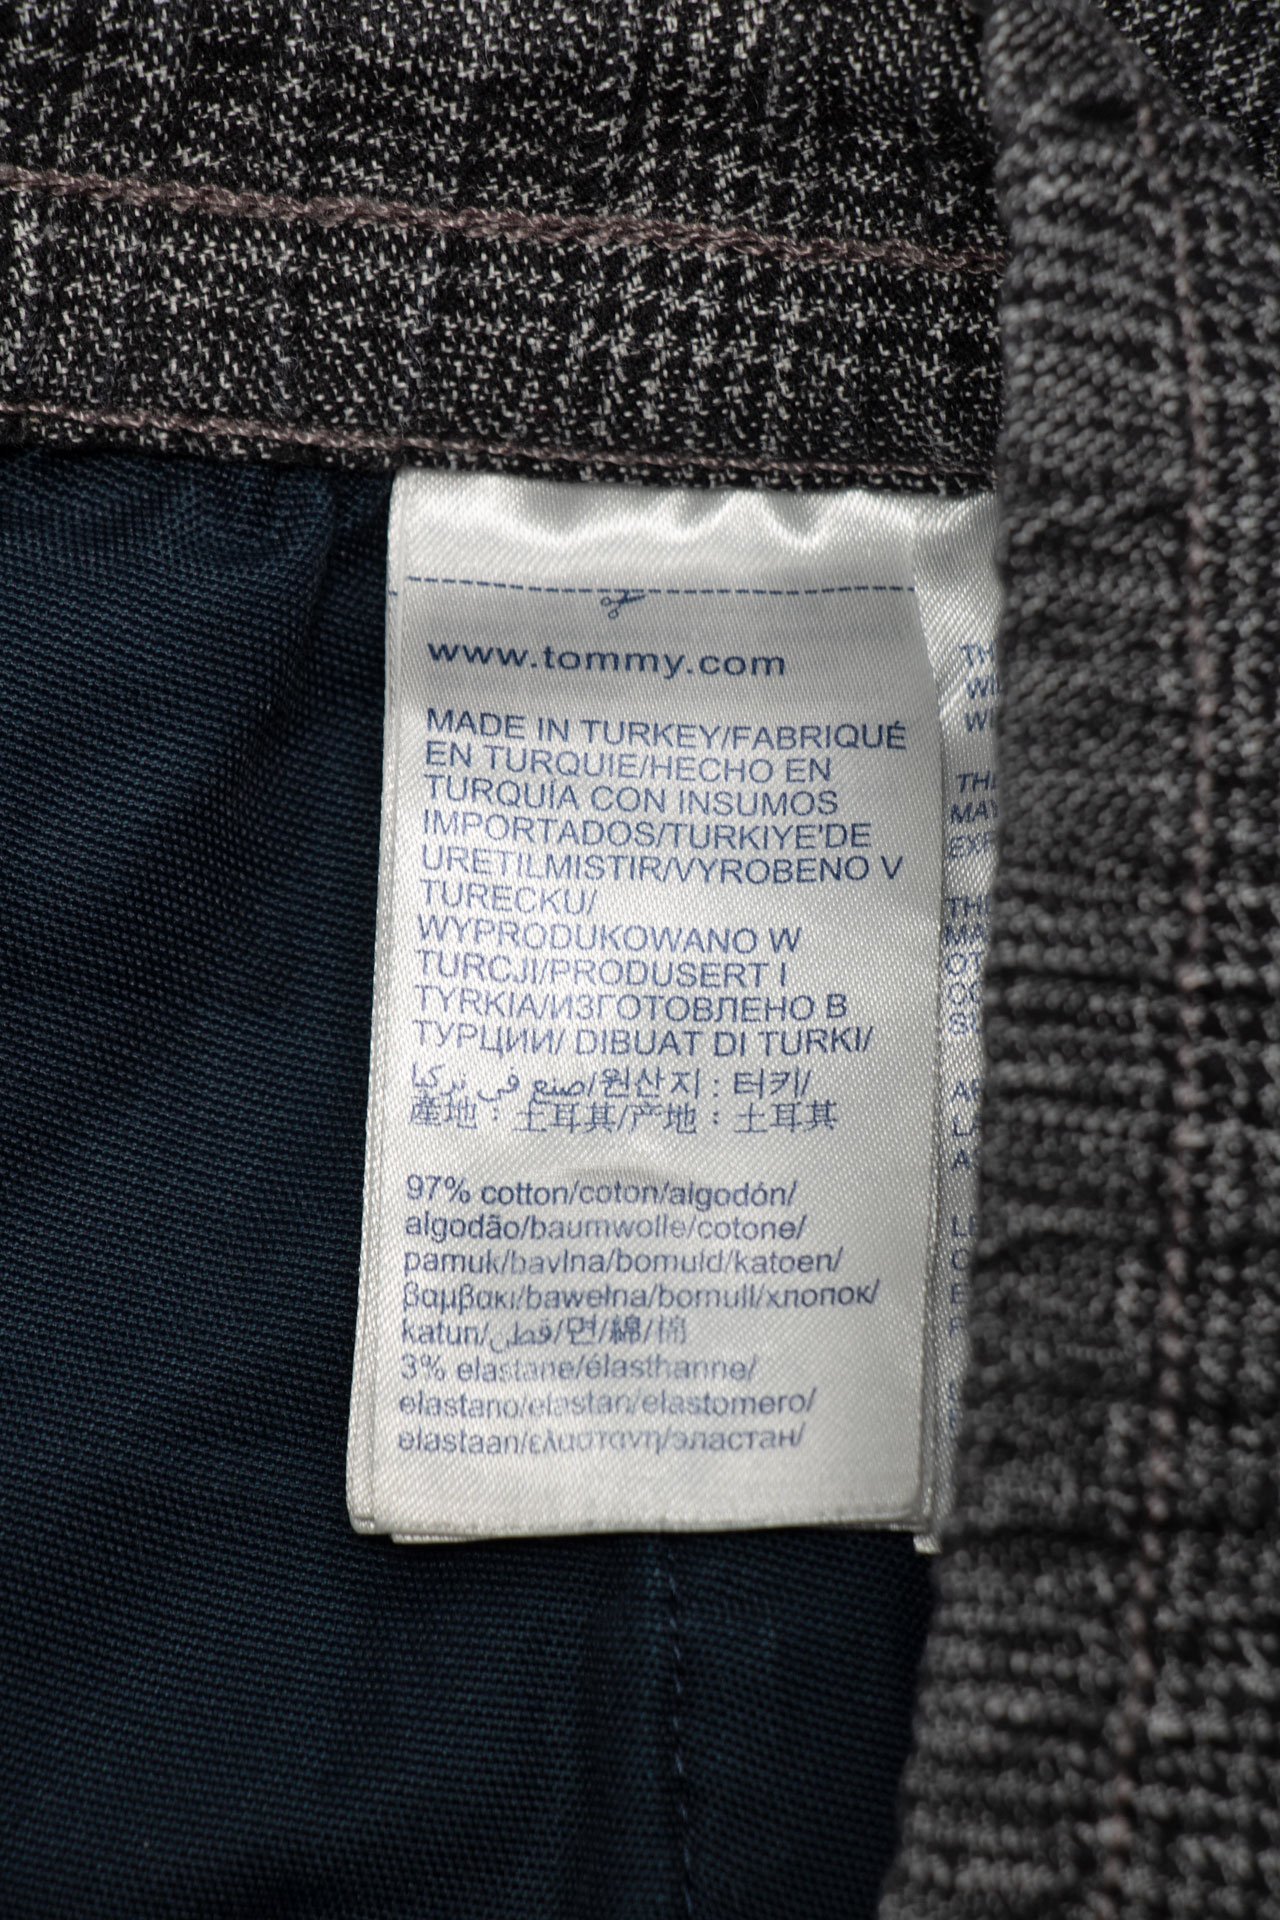 www.tommy.com
MADE IN TURKEY/FABRIQUÉ
EN TURQUIE/HECHO EN
TURQUÍA CON INSUMOS
IMPORTADOS/TURKIYE'DE
URETILMISTIR/VYROBENO V
TURECKU/
WYPRODUKOWANO W
TURCJI/PRODUSERT I
TYRKIA/ИЗГОТОВЛЕНО В
ТУРЦИИ/ DIBUAT DI TURKI/
صنع في تركيا/원산지 : 터키/
產地 : 土耳其/产地 : 土耳其
97% cotton/coton/algodón/
algodão/baumwolle/cotone/
pamuk/bavlna/bomuld/katoen/
βαμβακι/bawełna/bomull/хлопок/
katun/قطن/면/綿/棉
3% elastane/élasthanne/
elastano/elastan/elastomero/
elastaan/ελαστανη/эластан/